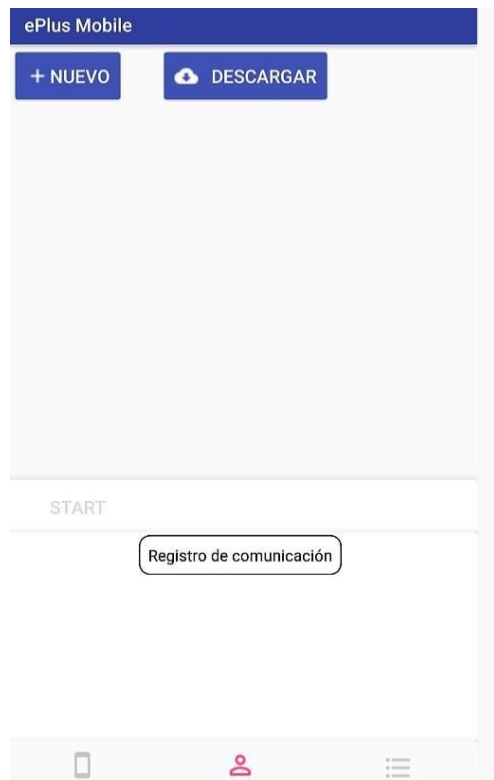 ePlus Mobile
+ NUEVO
DESCARGAR
START
Registro de comunicación